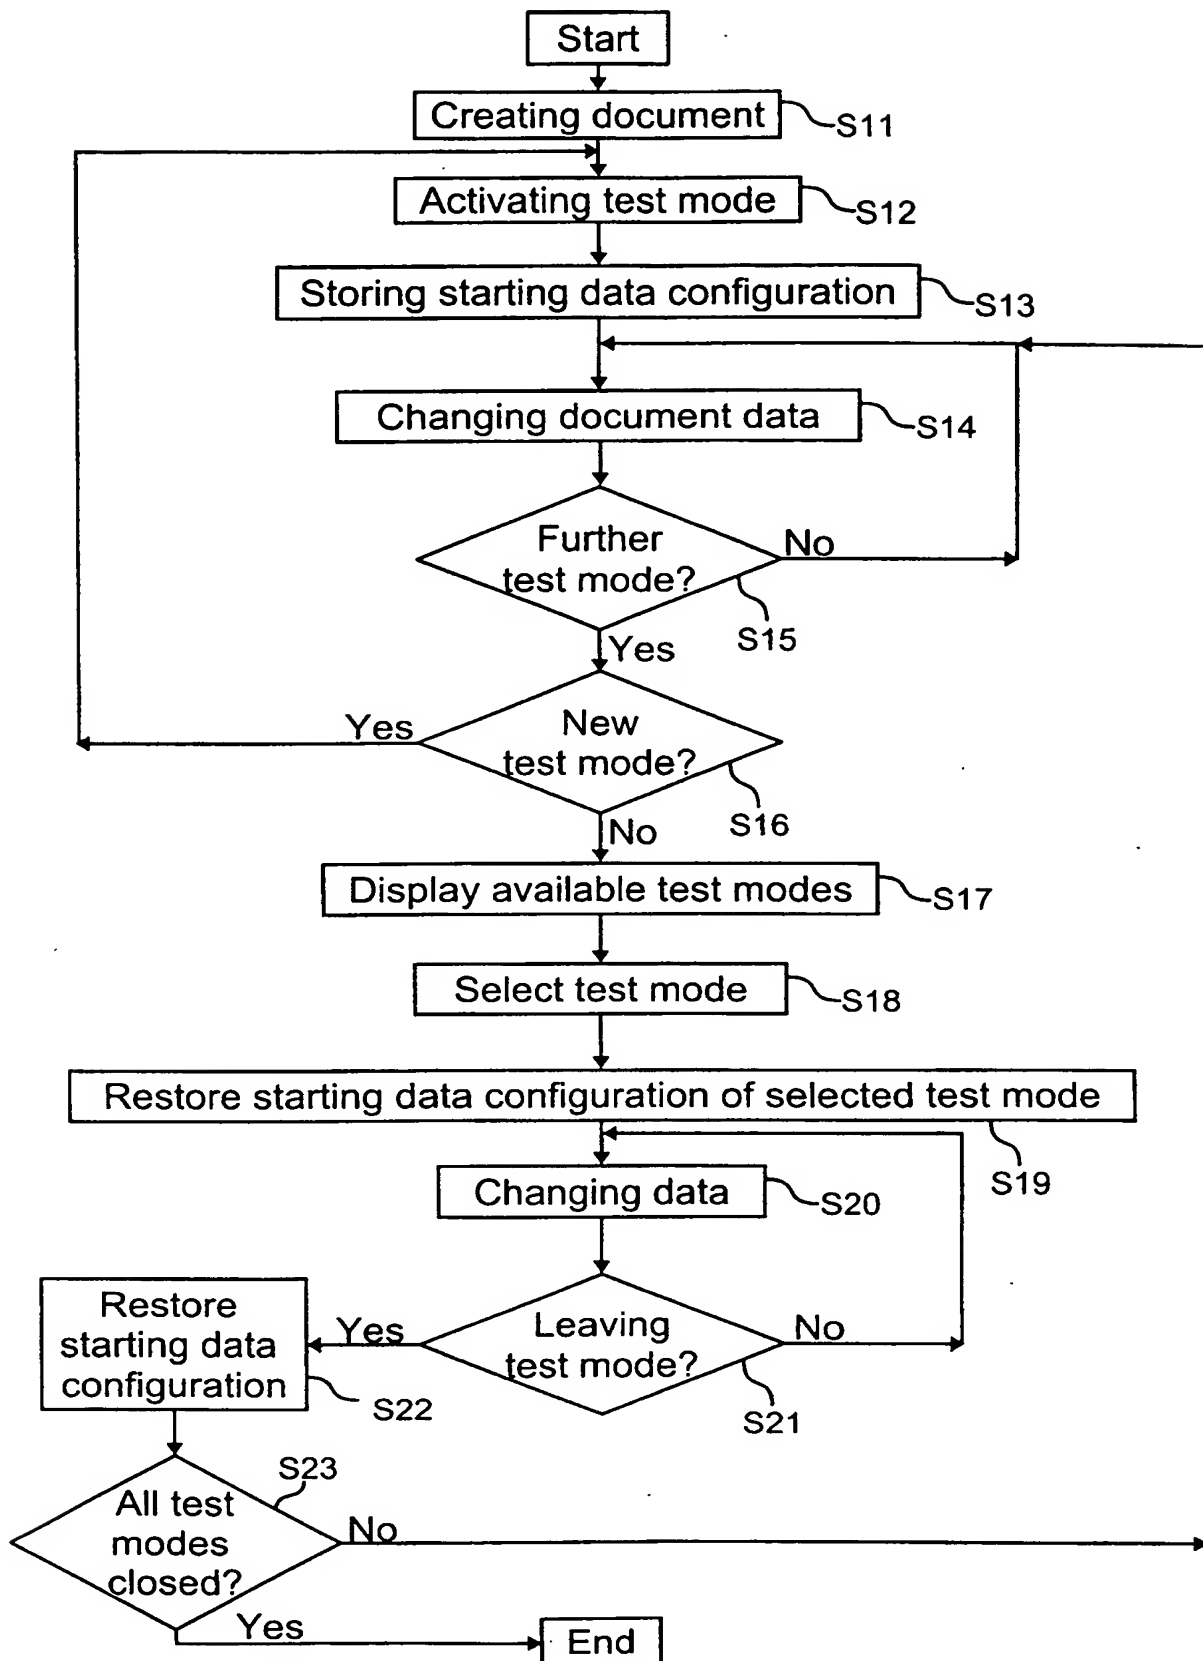 Start
Creating document
S11
Activating test mode
S12
Storing starting data configuration
S13
Changing document data
S14
Further
test mode?
No
S15
Yes
New
test mode?
Yes
S16
No
Display available test modes
S17
Select test mode
S18
Restore starting data configuration of selected test mode
S19
Changing data
S20
Leaving
test mode?
No
Yes
S21
Restore
starting data
configuration
S22
S23
All test
modes
closed?
No
Yes
End